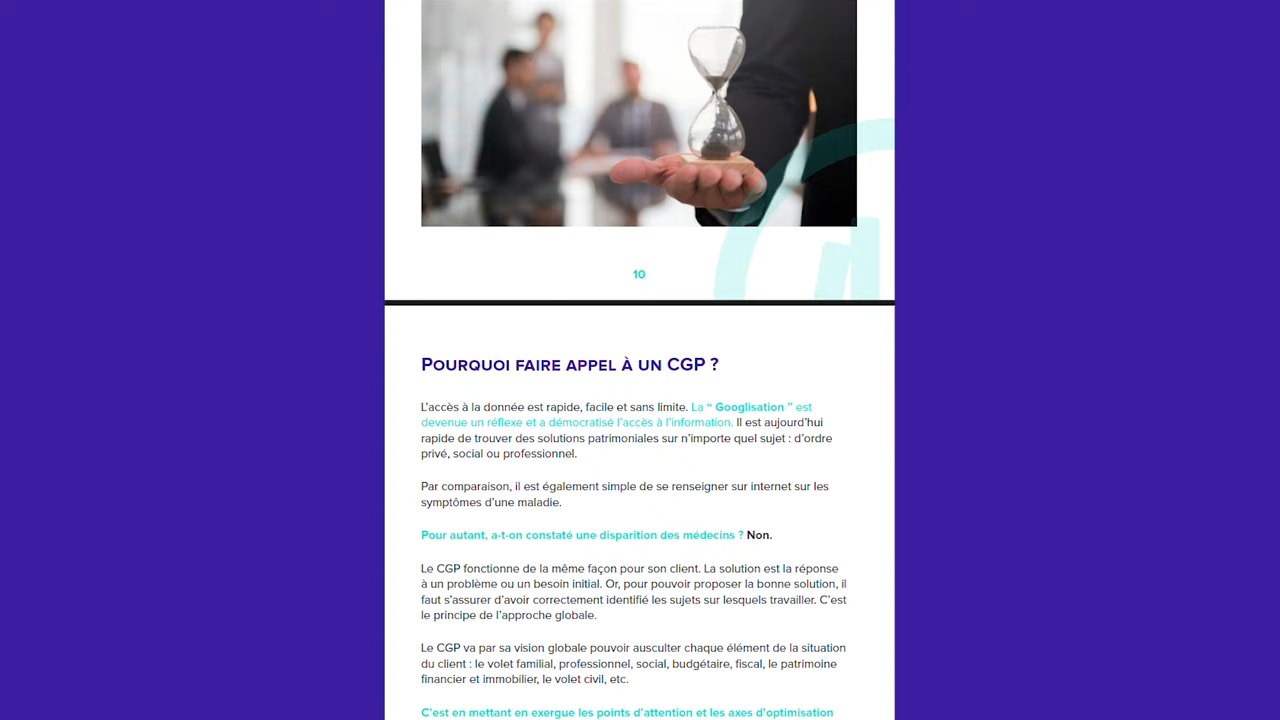 10
POURQUOI FAIRE APPEL À UN CGP ?
L'accès à la donnée est rapide, facile et sans limite. La “ Googlisation ” est
devenue un réflexe et a démocratisé l'accès à l'information. Il est aujourd'hui
rapide de trouver des solutions patrimoniales sur n'importe quel sujet : d'ordre
privé, social ou professionnel.
Par comparaison, il est également simple de se renseigner sur internet sur les
symptômes d'une maladie.
Pour autant, a-t-on constaté une disparition des médecins ? Non.
Le CGP fonctionne de la même façon pour son client. La solution est la réponse
à un problème ou un besoin initial. Or, pour pouvoir proposer la bonne solution, il
faut s'assurer d'avoir correctement identifié les sujets sur lesquels travailler. C'est
le principe de l'approche globale.
Le CGP va par sa vision globale pouvoir ausculter chaque élément de la situation
du client : le volet familial, professionnel, social, budgétaire, fiscal, le patrimoine
financier et immobilier, le volet civil, etc.
C'est en mettant en exergue les points d'attention et les axes d'optimisation